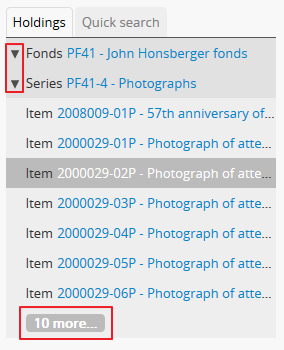 Holdings Quick search
▼ Fonds PF41 - John Honsberger fonds
▼ Series PF41-4 - Photographs
Item 2008009-01P - 57th anniversary of...
Item 2000029-01P - Photograph of atte...
Item 2000029-02P - Photograph of atte...
Item 2000029-03P - Photograph of atte...
Item 2000029-04P - Photograph of atte...
Item 2000029-05P - Photograph of atte...
Item 2000029-06P - Photograph of atte...
10 more...